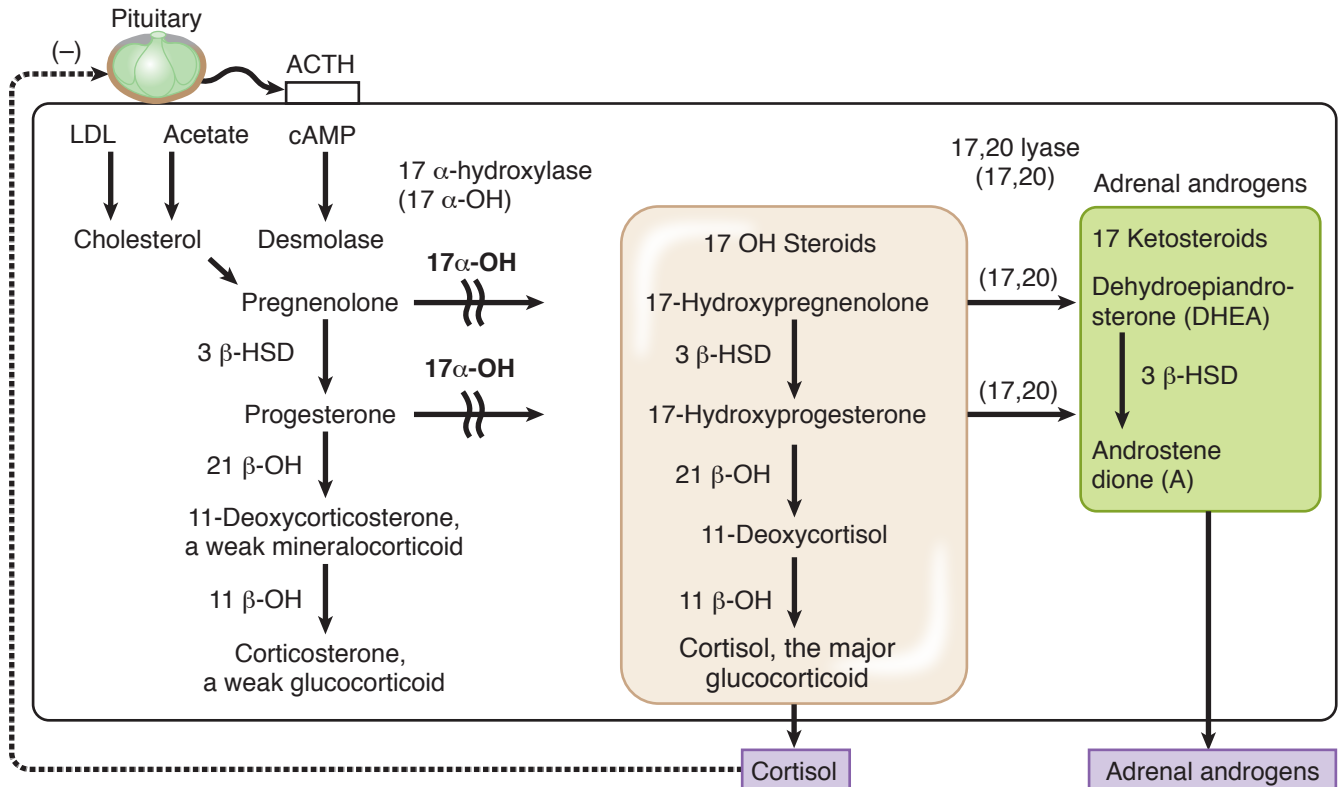 Pituitary
(–)
ACTH
LDL
Acetate
cAMP
17 α-hydroxylase
(17 α-OH)
17,20 lyase
(17,20)
Adrenal androgens
Cholesterol
Desmolase
17 OH Steroids
17 Ketosteroids
17α-OH
(17,20)
Pregnenolone
17-Hydroxypregnenolone
Dehydroepiandro-
sterone (DHEA)
3 β-HSD
17α-OH
3 β-HSD
3 β-HSD
(17,20)
Progesterone
17-Hydroxyprogesterone
Androstene
dione (A)
21 β-OH
21 β-OH
11-Deoxycorticosterone,
a weak mineralocorticoid
11-Deoxycortisol
11 β-OH
11 β-OH
Corticosterone,
a weak glucocorticoid
Cortisol, the major
glucocorticoid
Cortisol
Adrenal androgens